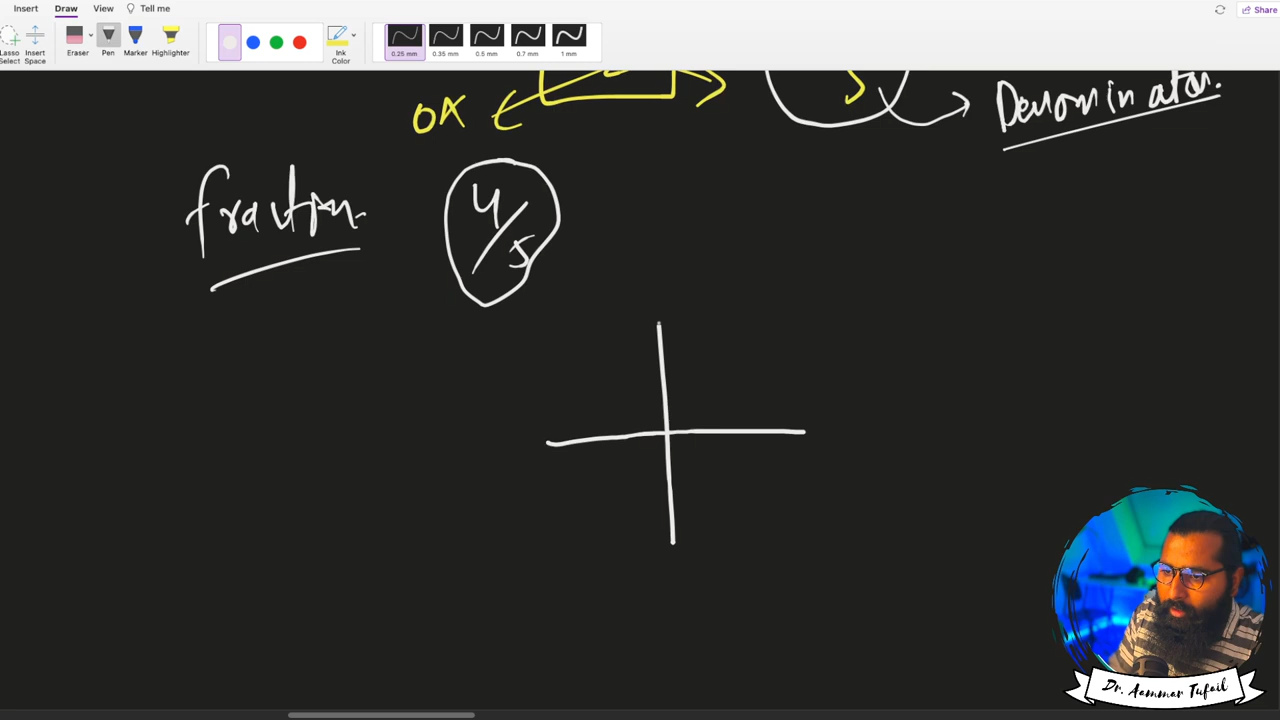 Insert View Tell me
Draw
Share
Lasso Select
Insert Space
Eraser
Pen
Marker
Highlighter
Ink Color
0.25 mm
0.35 mm
0.5 mm
0.7 mm
1 mm
Denominator.
fraction
4/5
Dr. Aammar Tufail